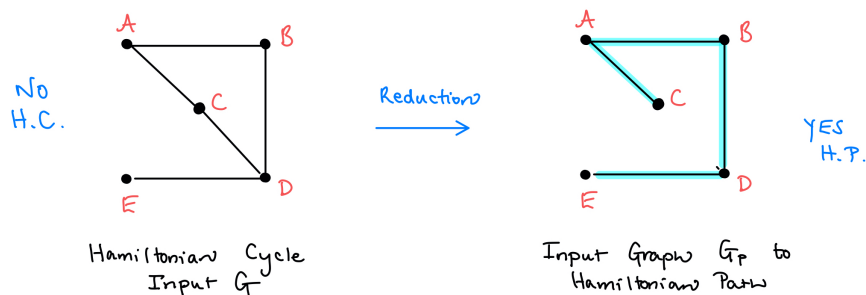 A
B
C
NO
H.C.
E
D
Hamiltonian Cycle
Input G
Reduction
A
B
C
YES
H.P.
E
D
Input Graph Gp to
Hamiltonian Path